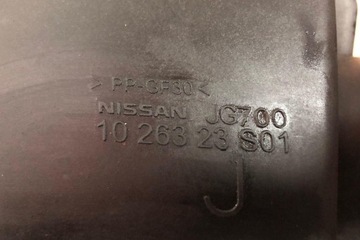 > PP-GF30 <
NISSAN JG700
10 263 23 S01
J